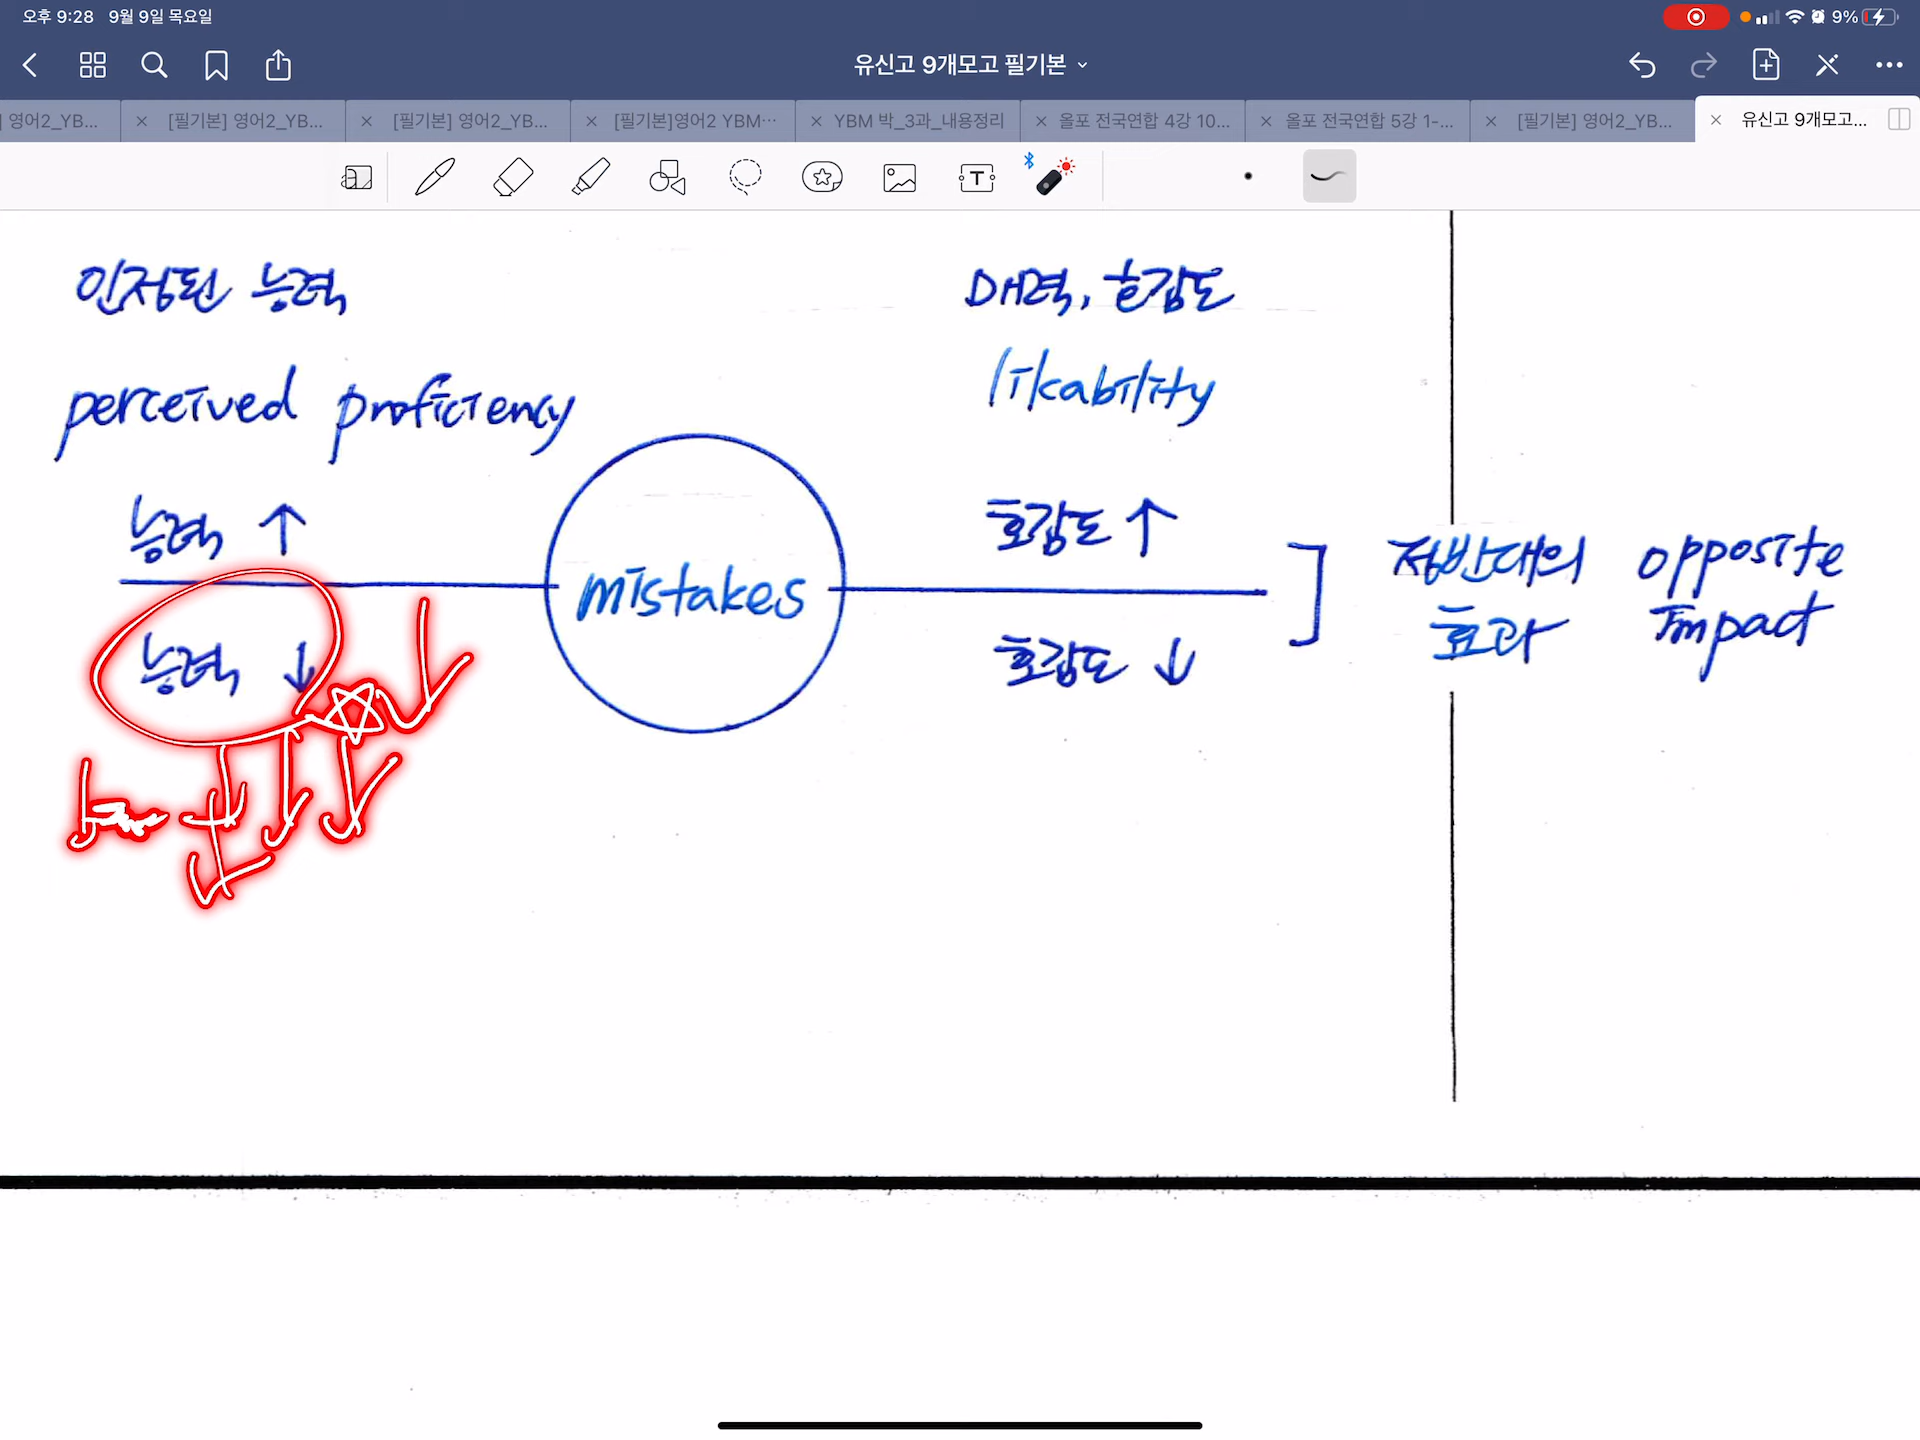 오후 9:28 9월 9일 목요일
9%
유신고 9개모고 필기본
영어2_YB...
[필기본] 영어2_YB...
[필기본] 영어2_YB...
[필기본]영어2 YBM…
YBM 박_3과_내용정리
올포 전국연합 4강 10...
올포 전국연합 5강 1-...
[필기본] 영어2_YB...
유신고 9개모고...
인정된 능력
매력, 호감도
perceived proficiency
likability
능력 ↑
호감도 ↑
mistakes
정반대의 효과
opposite impact
능력 ↓
호감도 ↓